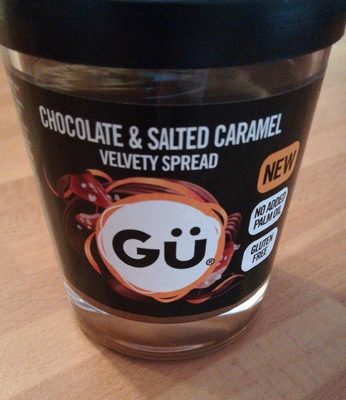 CHOCOLATE & SALTED CARAMEL
VELVETY SPREAD
NEW
NO ADDED
PALM OIL
GLUTEN
FREE
GÜ®